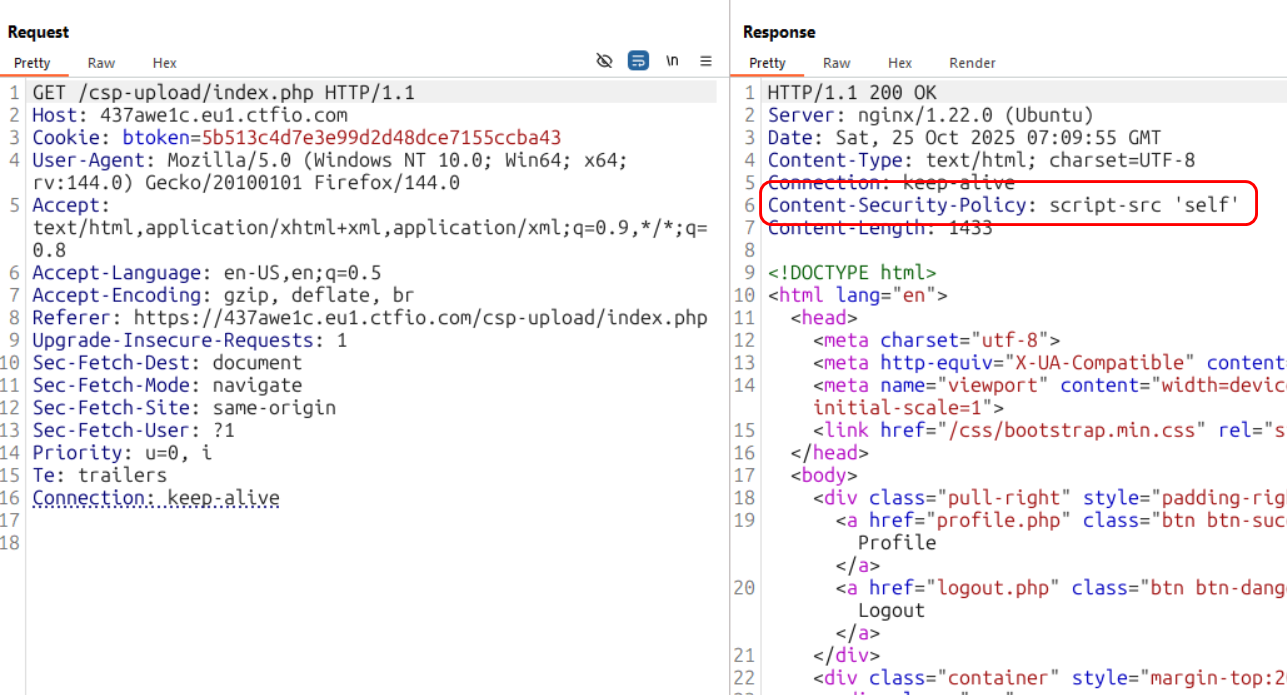 Request
Pretty Raw Hex \n
1 GET /csp-upload/index.php HTTP/1.1
2 Host: 437awe1c.eu1.ctfio.com
3 Cookie: btoken=5b513c4d7e3e99d2d48dce7155ccba43
4 User-Agent: Mozilla/5.0 (Windows NT 10.0; Win64; x64;
rv:144.0) Gecko/20100101 Firefox/144.0
5 Accept:
text/html,application/xhtml+xml,application/xml;q=0.9,*/*;q=
0.8
6 Accept-Language: en-US,en;q=0.5
7 Accept-Encoding: gzip, deflate, br
8 Referer: https://437awe1c.eu1.ctfio.com/csp-upload/index.php
9 Upgrade-Insecure-Requests: 1
10 Sec-Fetch-Dest: document
11 Sec-Fetch-Mode: navigate
12 Sec-Fetch-Site: same-origin
13 Sec-Fetch-User: ?1
14 Priority: u=0, i
15 Te: trailers
16 Connection: keep-alive
17
18
Response
Pretty Raw Hex Render
1 HTTP/1.1 200 OK
2 Server: nginx/1.22.0 (Ubuntu)
3 Date: Sat, 25 Oct 2025 07:09:55 GMT
4 Content-Type: text/html; charset=UTF-8
5 Connection: keep-alive
6 Content-Security-Policy: script-src 'self'
7 Content-Length: 1433
8
9 <!DOCTYPE html>
10 <html lang="en">
11 <head>
12 <meta charset="utf-8">
13 <meta http-equiv="X-UA-Compatible" content
14 <meta name="viewport" content="width=device
initial-scale=1">
15 <link href="/css/bootstrap.min.css" rel="s
16 </head>
17 <body>
18 <div class="pull-right" style="padding-rig
19 <a href="profile.php" class="btn btn-suc
Profile
</a>
20 <a href="logout.php" class="btn btn-dang
Logout
</a>
21 </div>
22 <div class="container" style="margin-top:2